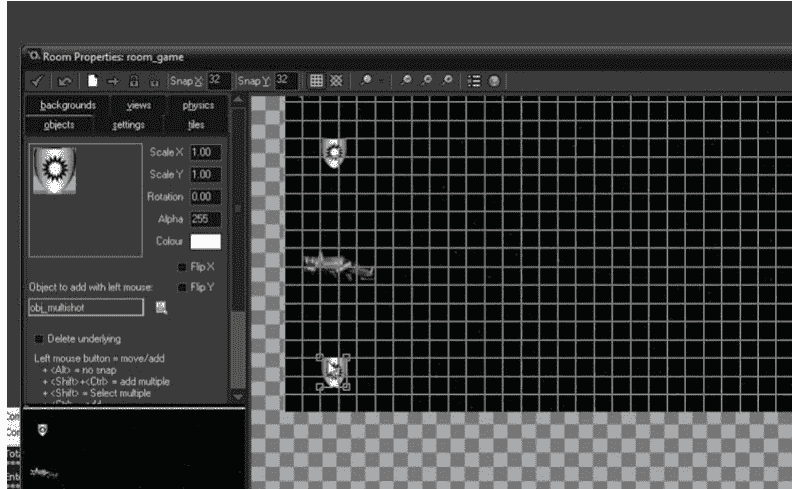 Room Properties: room_game
Snap X 32 Snap Y 32
backgrounds views physics
objects settings tiles
Scale X 1.00
Scale Y 1.00
Rotation 0.00
Alpha 255
Colour
Flip X
Object to add with left mouse: Flip Y
obj_multishot
Delete underlying
Left mouse button = move/add
+ <Alt> = no snap
+ <Shift>+<Ctrl> = add multiple
+ <Shift> = Select multiple